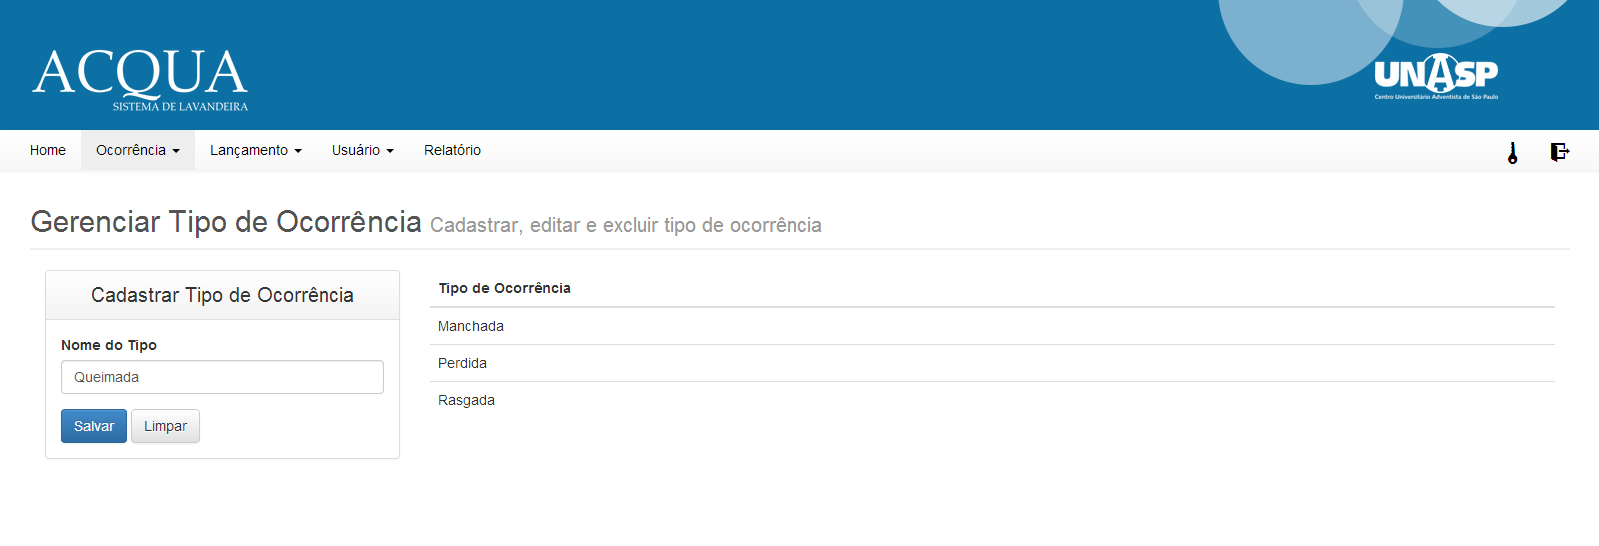 ACQUA
SISTEMA DE LAVANDEIRA
UNASP
Centro Universitário Adventista de São Paulo
Home Ocorrência Lançamento Usuário Relatório
Gerenciar Tipo de Ocorrência Cadastrar, editar e excluir tipo de ocorrência
Cadastrar Tipo de Ocorrência
Nome do Tipo
Queimada
Salvar Limpar
Tipo de Ocorrência
Manchada
Perdida
Rasgada